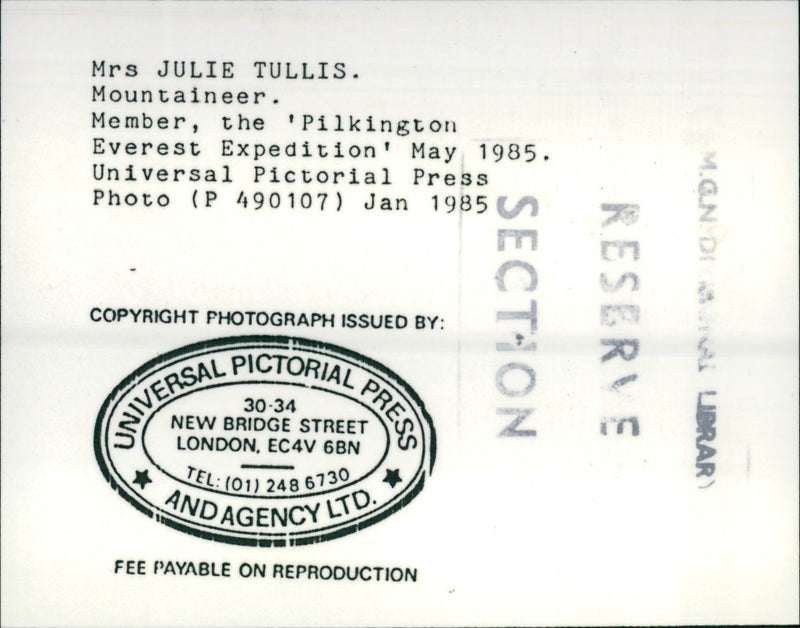 Mrs JULIE TULLIS.
Mountaineer.
Member, the 'Pilkington
Everest Expedition' May 1985.
Universal Pictorial Press
Photo (P 490107) Jan 1985
COPYRIGHT PHOTOGRAPH ISSUED BY:
UNIVERSAL PICTORIAL PRESS
30-34
NEW BRIDGE STREET
LONDON, EC4V 6BN
TEL: (01) 248 6730
★ AND AGENCY LTD. ★
FEE PAYABLE ON REPRODUCTION
M.G.N
LIBRARY
RESERVE
SECTION